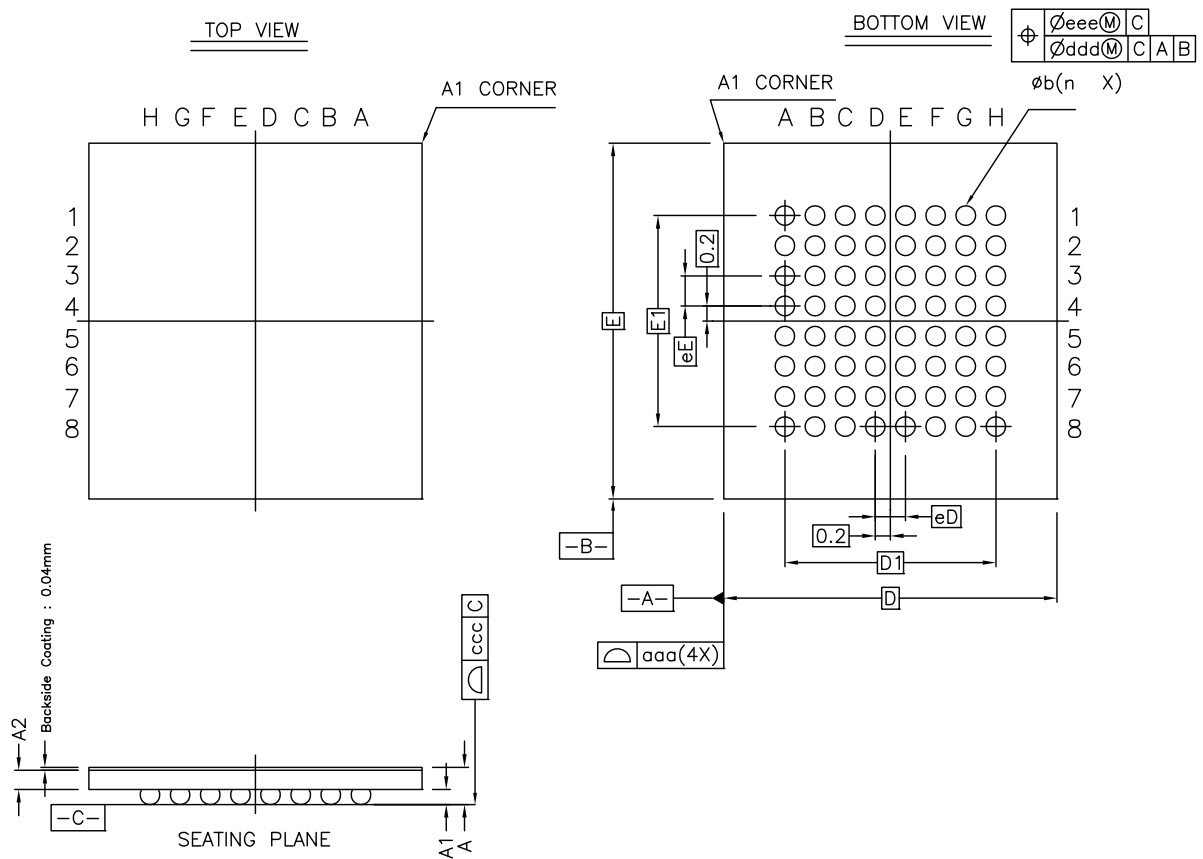 TOP VIEW
BOTTOM VIEW
Øeee Ⓜ C
Øddd Ⓜ C A B
øb(n X)
A1 CORNER
H G F E D C B A
1
2
3
4
5
6
7
8
A1 CORNER
A B C D E F G H
1
2
3
4
5
6
7
8
0.2
E
E1
eE
eD
0.2
D1
D
-B-
-A-
aaa(4X)
ccc C
Backside Coating : 0.04mm
A2
-C-
A1
A
SEATING PLANE